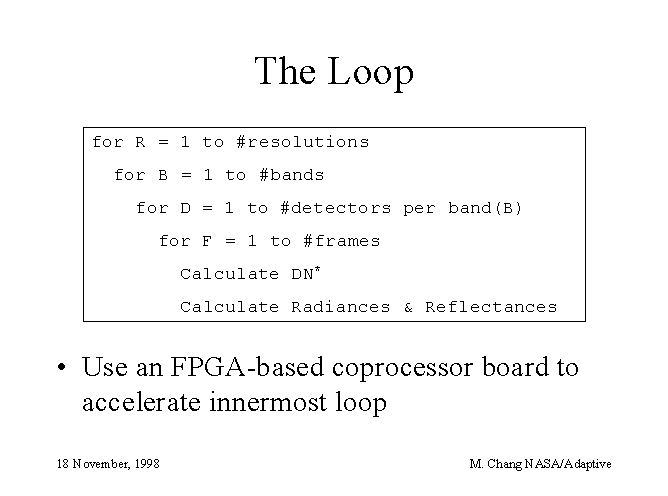 The Loop
for R = 1 to #resolutions
for B = 1 to #bands
for D = 1 to #detectors per band(B)
for F = 1 to #frames
Calculate DN*
Calculate Radiances & Reflectances
• Use an FPGA-based coprocessor board to
accelerate innermost loop
18 November, 1998
M. Chang NASA/Adaptive